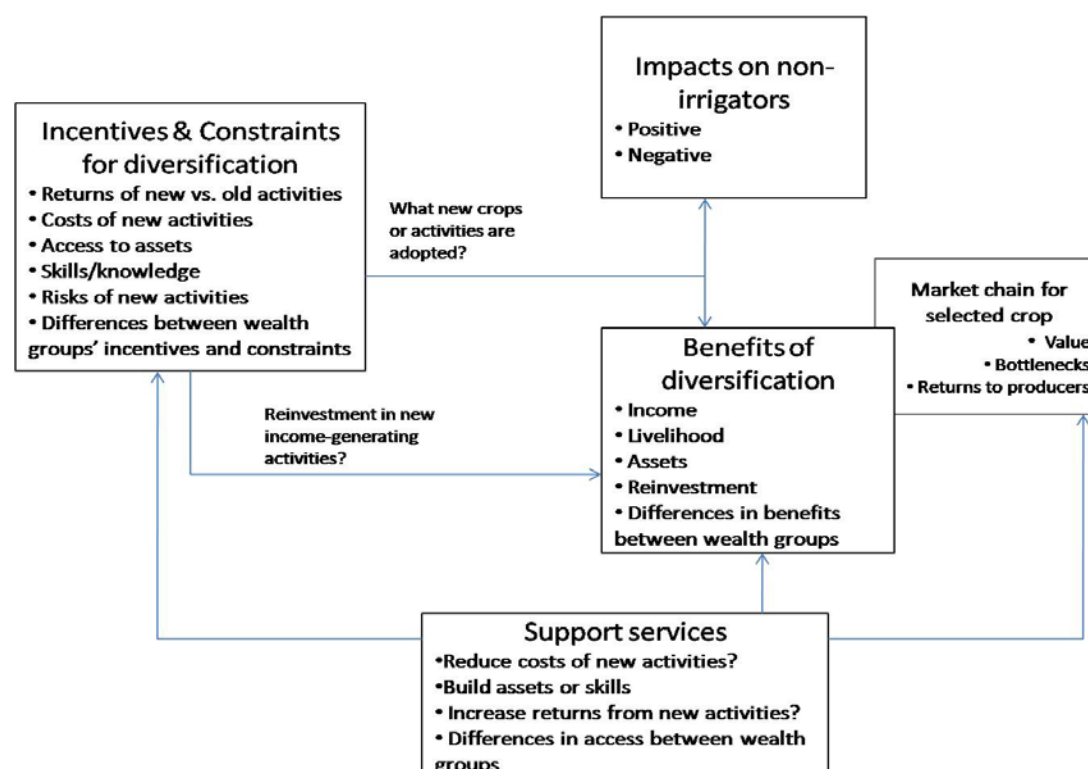 Impacts on non-
irrigators
• Positive
• Negative
Incentives & Constraints
for diversification
• Returns of new vs. old activities
• Costs of new activities
• Access to assets
• Skills/knowledge
• Risks of new activities
• Differences between wealth
groups' incentives and constraints
What new crops
or activities are
adopted?
Market chain for
selected crop
• Value
• Bottlenecks
• Returns to producers
Benefits of
diversification
• Income
• Livelihood
• Assets
• Reinvestment
• Differences in benefits
between wealth groups
Reinvestment in new
income-generating
activities?
Support services
•Reduce costs of new activities?
•Build assets or skills
• Increase returns from new activities?
• Differences in access between wealth
groups